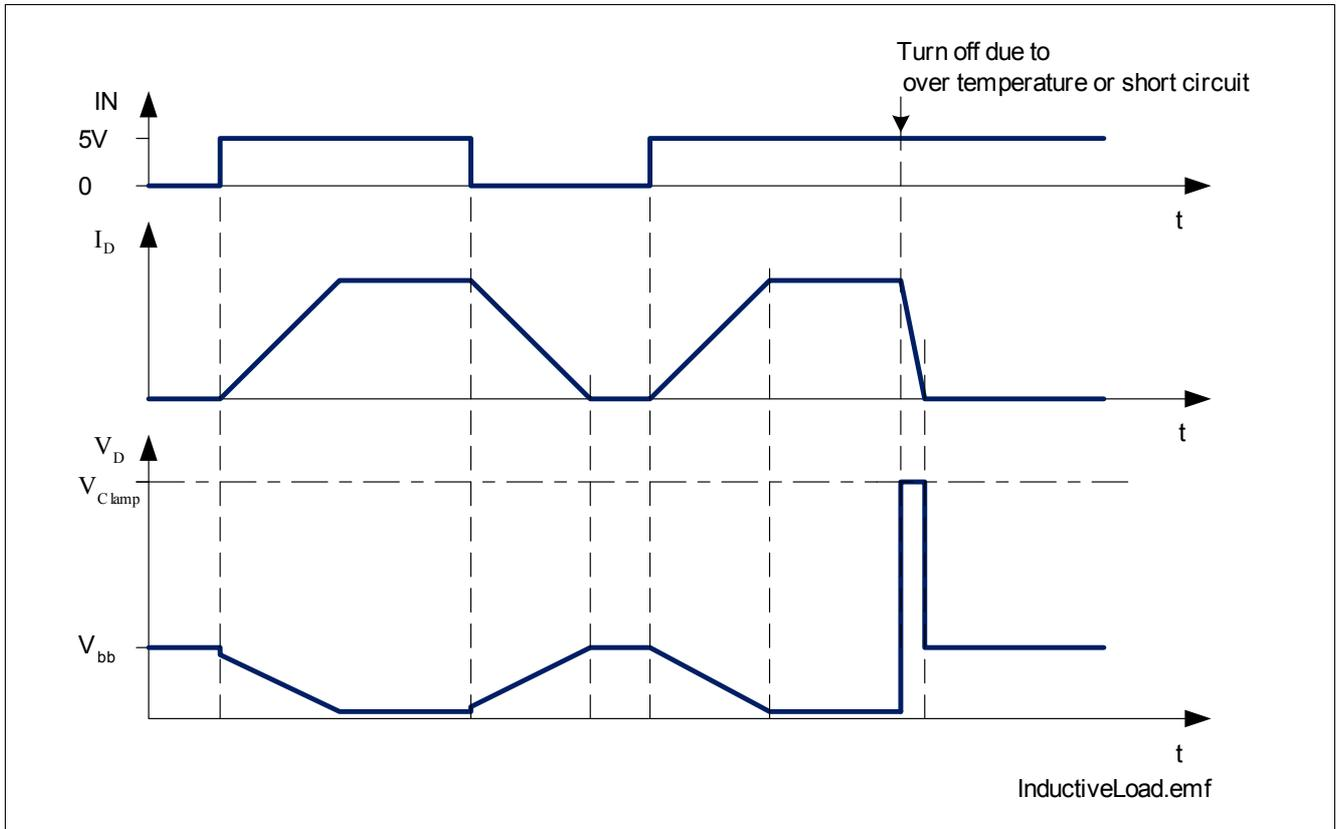 Turn off due to
over temperature or short circuit
IN
5V
0
t
I_D
t
V_D
V_Clamp
V_bb
t
InductiveLoad.emf